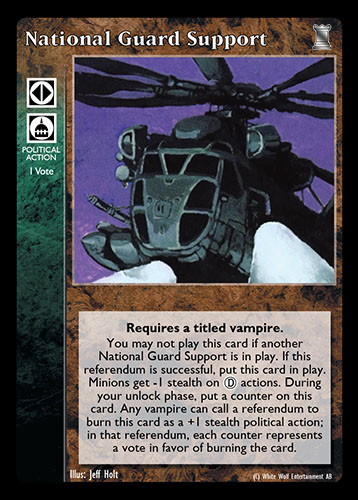 National Guard Support
POLITICAL
ACTION
1 Vote
Requires a titled vampire.
You may not play this card if another
National Guard Support is in play. If this
referendum is successful, put this card in play.
Minions get -1 stealth on Ⓓ actions. During
your unlock phase, put a counter on this
card. Any vampire can call a referendum to
burn this card as a +1 stealth political action;
in that referendum, each counter represents
a vote in favor of burning the card.
Illus: Jeff Holt
(C) White Wolf Entertainment AB